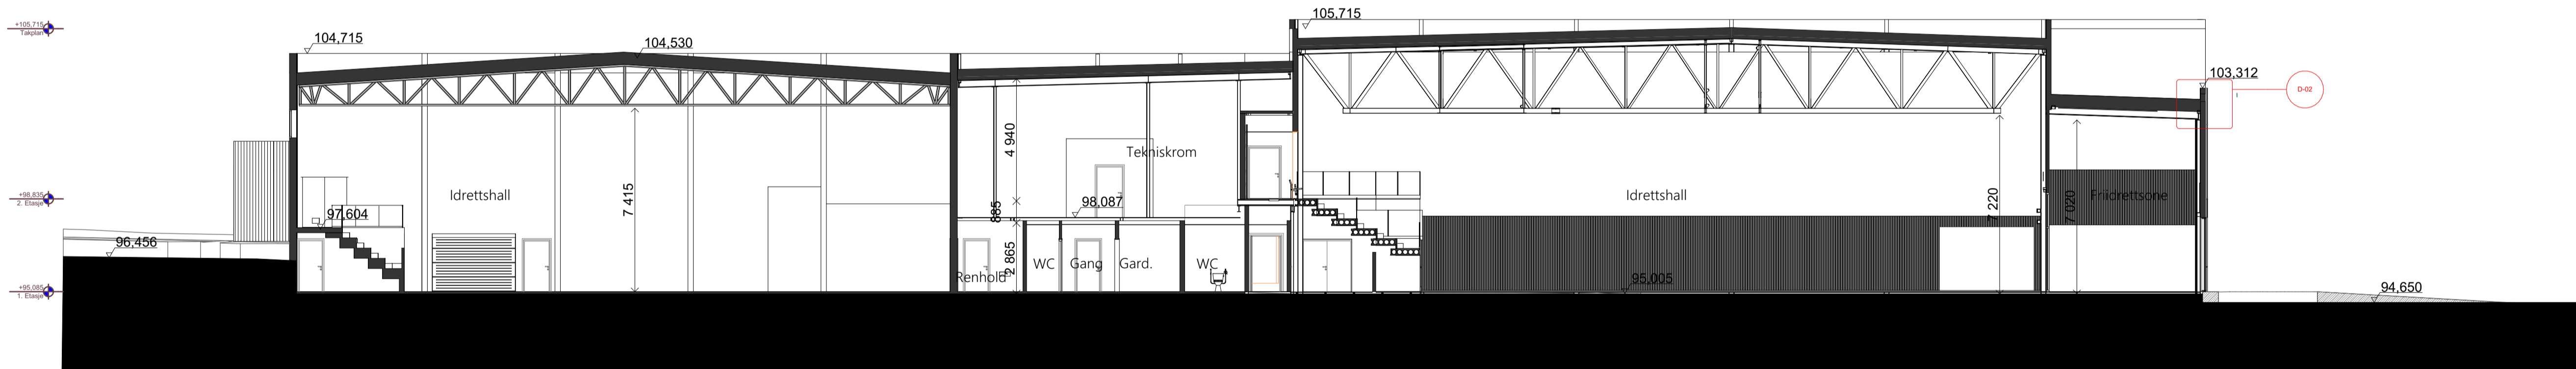 +105,715
Takplan
+98,835
2. Etasje
+95,085
1. Etasje
96,456
104,715
104,530
97,604
Idrettshall
7 415
4 940
885
2 865
Tekniskrom
98,087
Renhold
WC
Gang
Gard.
WC
105,715
Idrettshall
95,005
7 220
7 020
Friidrettsone
103,312
D-02
94,650